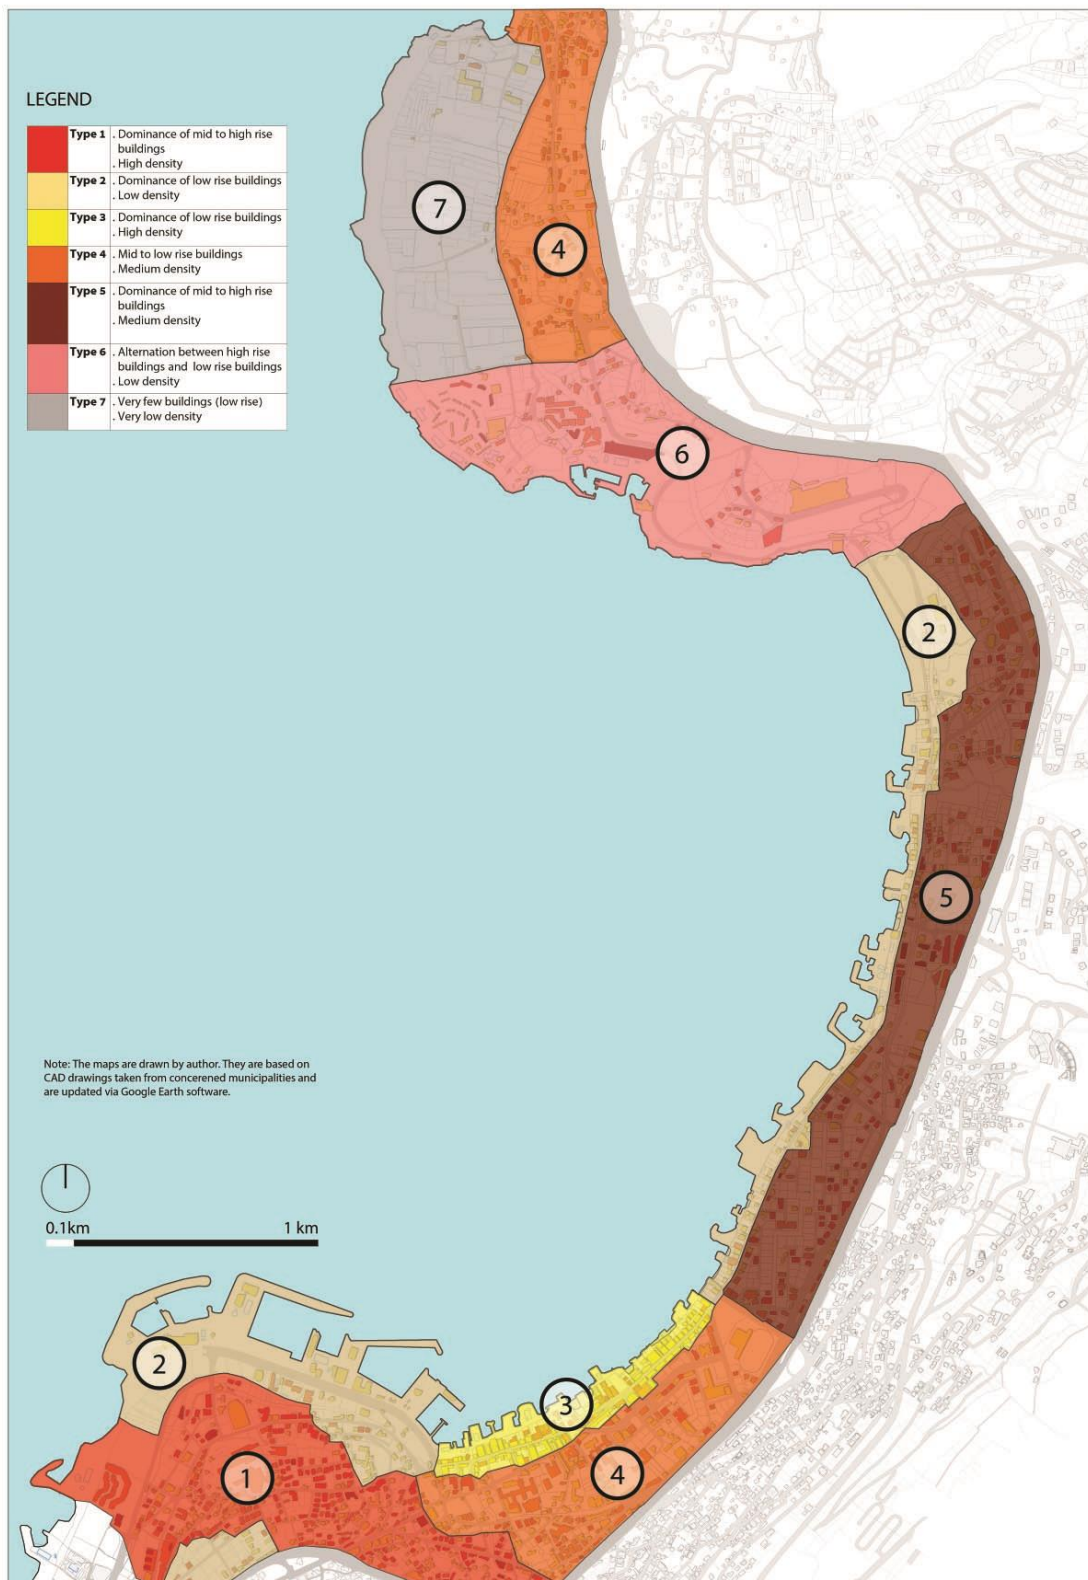 LEGEND
Type 1 . Dominance of mid to high rise
buildings
. High density
Type 2 . Dominance of low rise buildings
. Low density
Type 3 . Dominance of low rise buildings
. High density
Type 4 . Mid to low rise buildings
. Medium density
Type 5 . Dominance of mid to high rise
buildings
. Medium density
Type 6 . Alternation between high rise
buildings and low rise buildings
. Low density
Type 7 . Very few buildings (low rise)
. Very low density
7
4
6
2
5
Note: The maps are drawn by author. They are based on
CAD drawings taken from concerened municipalities and
are updated via Google Earth software.
0.1km 1 km
2
3
4
1